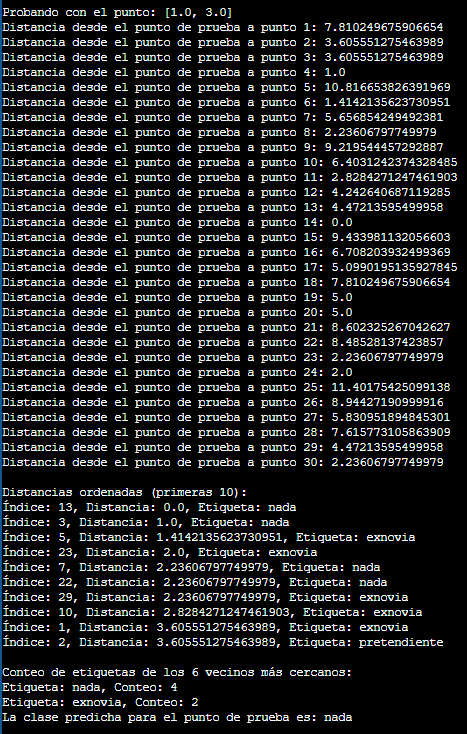 Probando con el punto: [1.0, 3.0]
Distancia desde el punto de prueba a punto 1: 7.810249675906654
Distancia desde el punto de prueba a punto 2: 3.605551275463989
Distancia desde el punto de prueba a punto 3: 3.605551275463989
Distancia desde el punto de prueba a punto 4: 1.0
Distancia desde el punto de prueba a punto 5: 10.816653826391969
Distancia desde el punto de prueba a punto 6: 1.4142135623730951
Distancia desde el punto de prueba a punto 7: 5.656854249492381
Distancia desde el punto de prueba a punto 8: 2.23606797749979
Distancia desde el punto de prueba a punto 9: 9.219544457292887
Distancia desde el punto de prueba a punto 10: 6.4031242374328485
Distancia desde el punto de prueba a punto 11: 2.8284271247461903
Distancia desde el punto de prueba a punto 12: 4.242640687119285
Distancia desde el punto de prueba a punto 13: 4.47213595499958
Distancia desde el punto de prueba a punto 14: 0.0
Distancia desde el punto de prueba a punto 15: 9.433981132056603
Distancia desde el punto de prueba a punto 16: 6.708203932499369
Distancia desde el punto de prueba a punto 17: 5.0990195135927845
Distancia desde el punto de prueba a punto 18: 7.810249675906654
Distancia desde el punto de prueba a punto 19: 5.0
Distancia desde el punto de prueba a punto 20: 5.0
Distancia desde el punto de prueba a punto 21: 8.602325267042627
Distancia desde el punto de prueba a punto 22: 8.48528137423857
Distancia desde el punto de prueba a punto 23: 2.23606797749979
Distancia desde el punto de prueba a punto 24: 2.0
Distancia desde el punto de prueba a punto 25: 11.40175425099138
Distancia desde el punto de prueba a punto 26: 8.94427190999916
Distancia desde el punto de prueba a punto 27: 5.830951894845301
Distancia desde el punto de prueba a punto 28: 7.615773105863909
Distancia desde el punto de prueba a punto 29: 4.47213595499958
Distancia desde el punto de prueba a punto 30: 2.23606797749979
Distancias ordenadas (primeras 10):
Índice: 13, Distancia: 0.0, Etiqueta: nada
Índice: 3, Distancia: 1.0, Etiqueta: nada
Índice: 5, Distancia: 1.4142135623730951, Etiqueta: exnovia
Índice: 23, Distancia: 2.0, Etiqueta: exnovia
Índice: 7, Distancia: 2.23606797749979, Etiqueta: nada
Índice: 22, Distancia: 2.23606797749979, Etiqueta: nada
Índice: 29, Distancia: 2.23606797749979, Etiqueta: exnovia
Índice: 10, Distancia: 2.8284271247461903, Etiqueta: exnovia
Índice: 1, Distancia: 3.605551275463989, Etiqueta: exnovia
Índice: 2, Distancia: 3.605551275463989, Etiqueta: pretendiente
Conteo de etiquetas de los 6 vecinos más cercanos:
Etiqueta: nada, Conteo: 4
Etiqueta: exnovia, Conteo: 2
La clase predicha para el punto de prueba es: nada